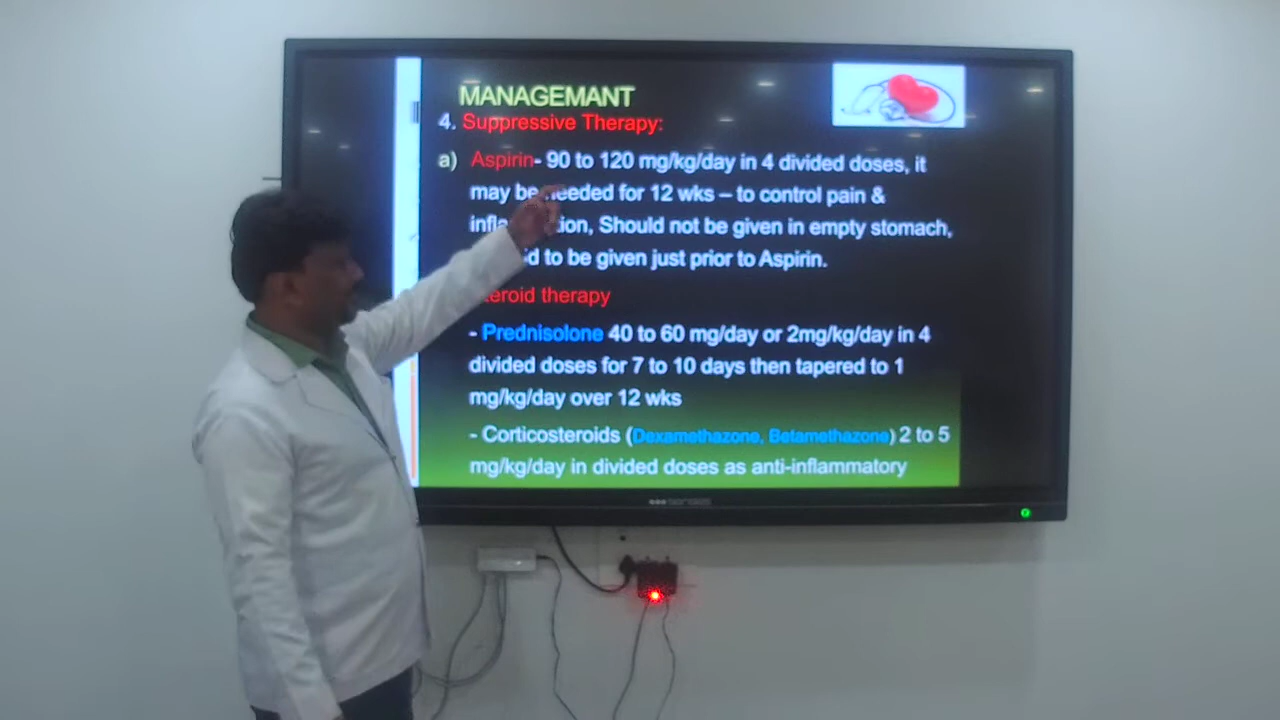 MANAGEMANT
4. Suppressive Therapy:
a) Aspirin- 90 to 120 mg/kg/day in 4 divided doses, it
may be needed for 12 wks – to control pain &
Should not be given in empty stomach,
to be given just prior to Aspirin.
therapy
- Prednisolone 40 to 60 mg/day or 2mg/kg/day in 4
divided doses for 7 to 10 days then tapered to 1
mg/kg/day over 12 wks
- Corticosteroids (Dexamethazone, Betamethazone) 2 to 5
mg/kg/day in divided doses as anti-inflammatory